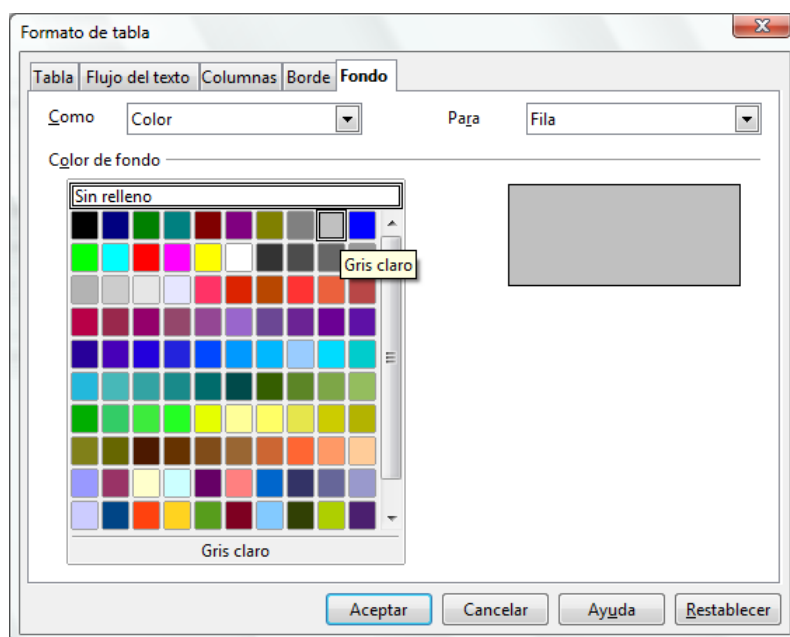 Formato de tabla
Tabla Flujo del texto Columnas Borde Fondo
Como Color Para Fila
Color de fondo
Sin relleno
Gris claro
Gris claro
Aceptar Cancelar Ayuda Restablecer